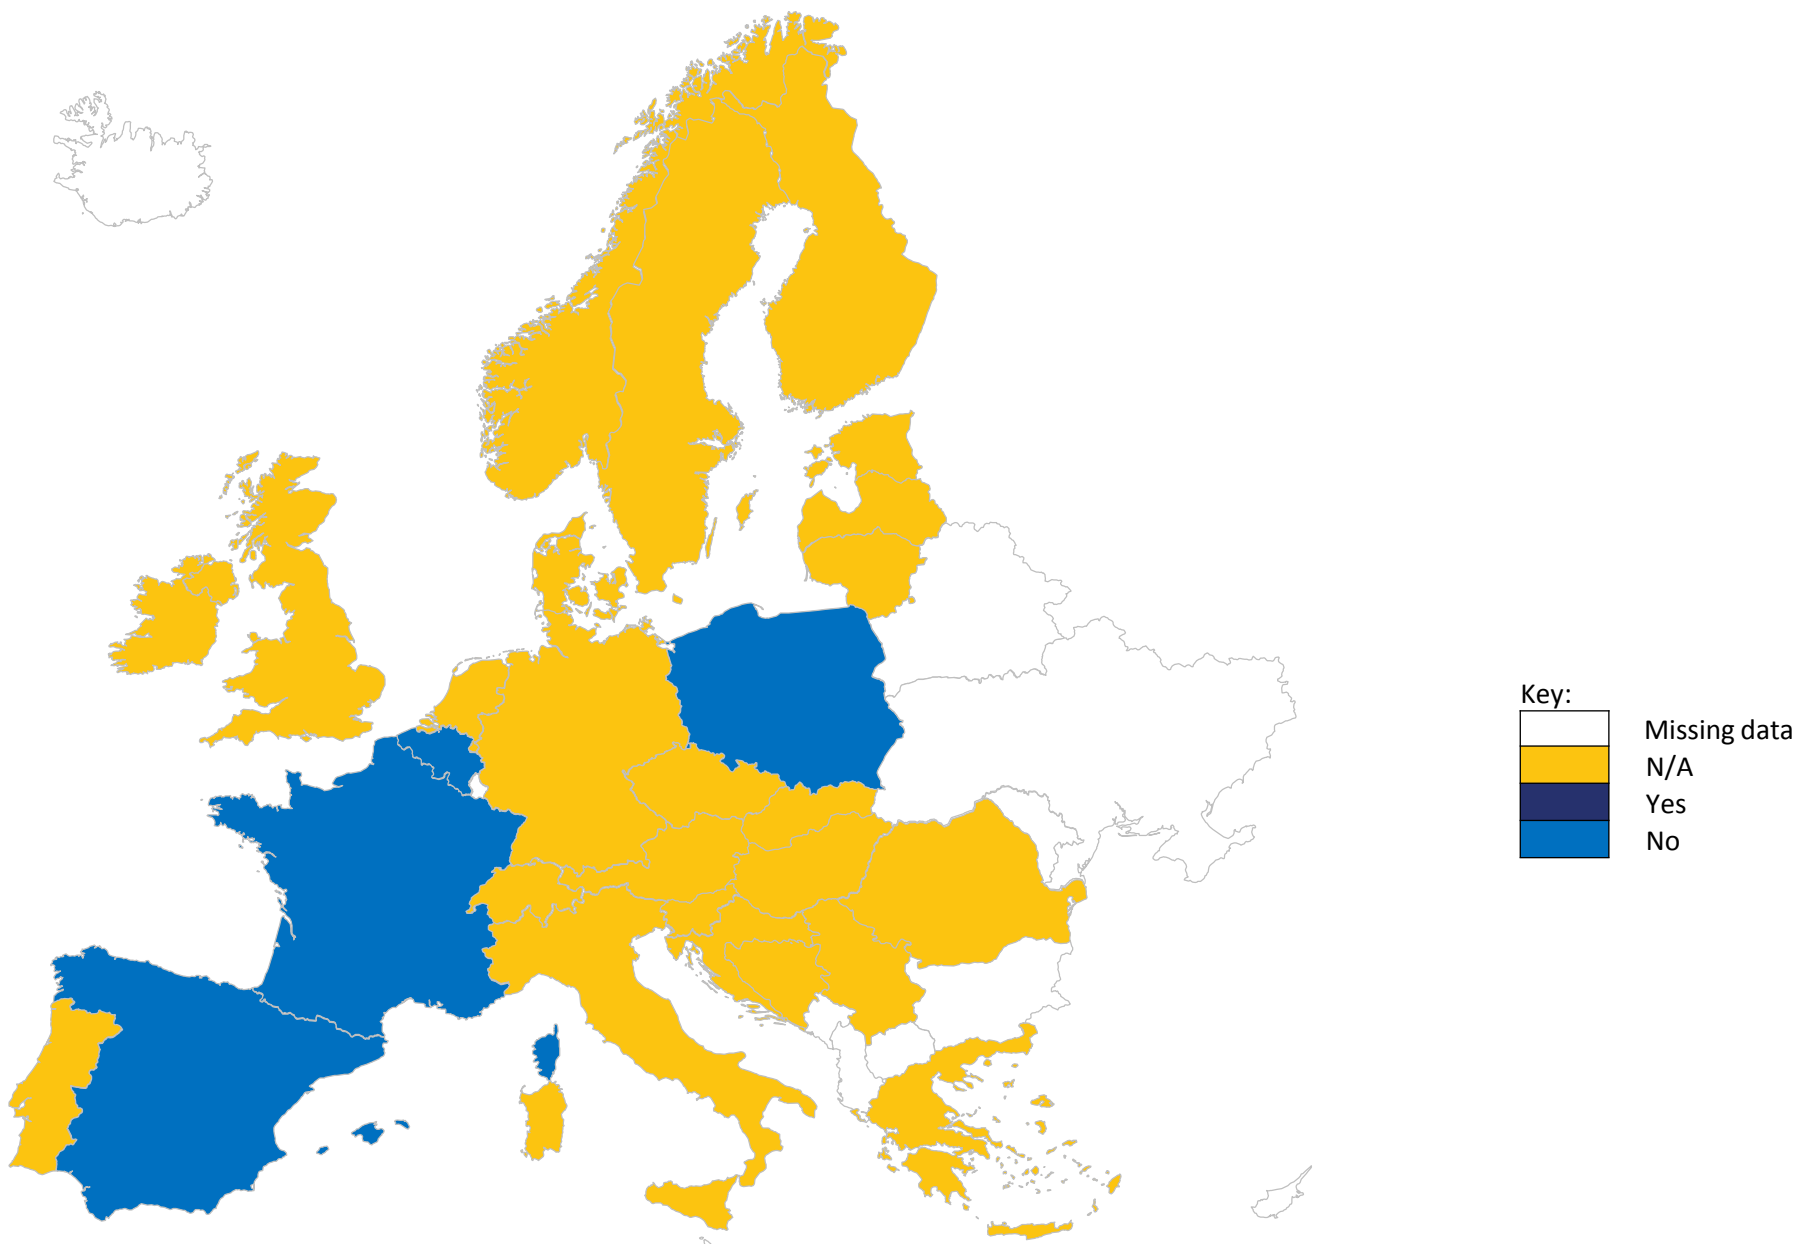 Key:
Missing data
N/A
Yes
No